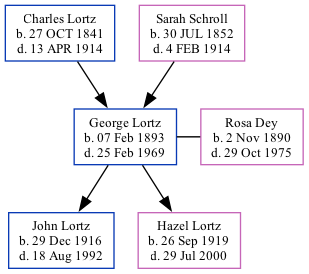 Charles Lortz
b. 27 OCT 1841
d. 13 APR 1914
Sarah Schroll
b. 30 JUL 1852
d. 4 FEB 1914
George Lortz
b. 07 Feb 1893
d. 25 Feb 1969
Rosa Dey
b. 2 Nov 1890
d. 29 Oct 1975
John Lortz
b. 29 Dec 1916
d. 18 Aug 1992
Hazel Lortz
b. 26 Sep 1919
d. 29 Jul 2000